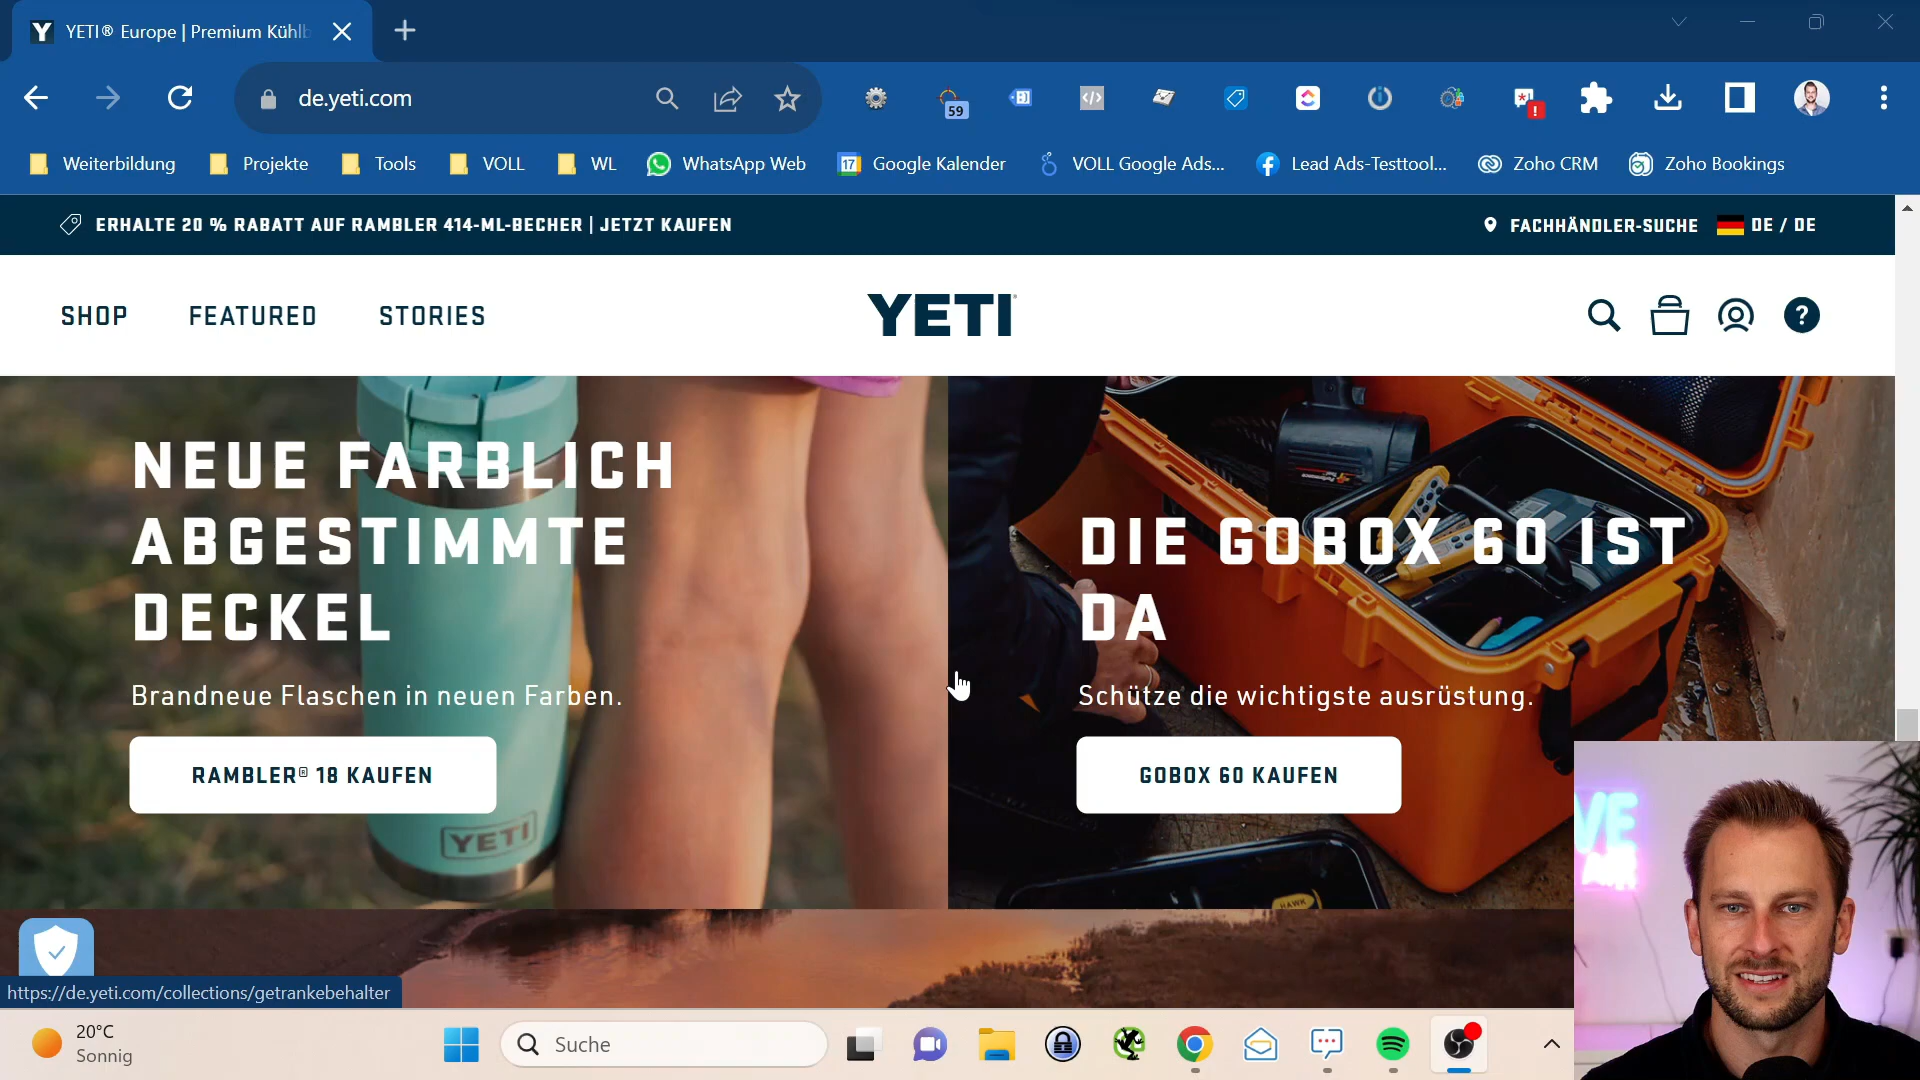 YETI® Europe | Premium Kühlb
de.yeti.com
59
Weiterbildung
Projekte
Tools
VOLL
WL
WhatsApp Web
17
Google Kalender
VOLL Google Ads...
Lead Ads-Testtool...
Zoho CRM
Zoho Bookings
ERHALTE 20 % RABATT AUF RAMBLER 414-ML-BECHER | JETZT KAUFEN
FACHHÄNDLER-SUCHE
DE / DE
SHOP
FEATURED
STORIES
YETI
NEUE FARBLICH
ABGESTIMMTE
DECKEL
Brandneue Flaschen in neuen Farben.
RAMBLER® 18 KAUFEN
YETI
DIE GOBOX 60 IST
DA
Schütze die wichtigste ausrüstung.
GOBOX 60 KAUFEN
HAWK
https://de.yeti.com/collections/getrankebehalter
20°C
Sonnig
Suche